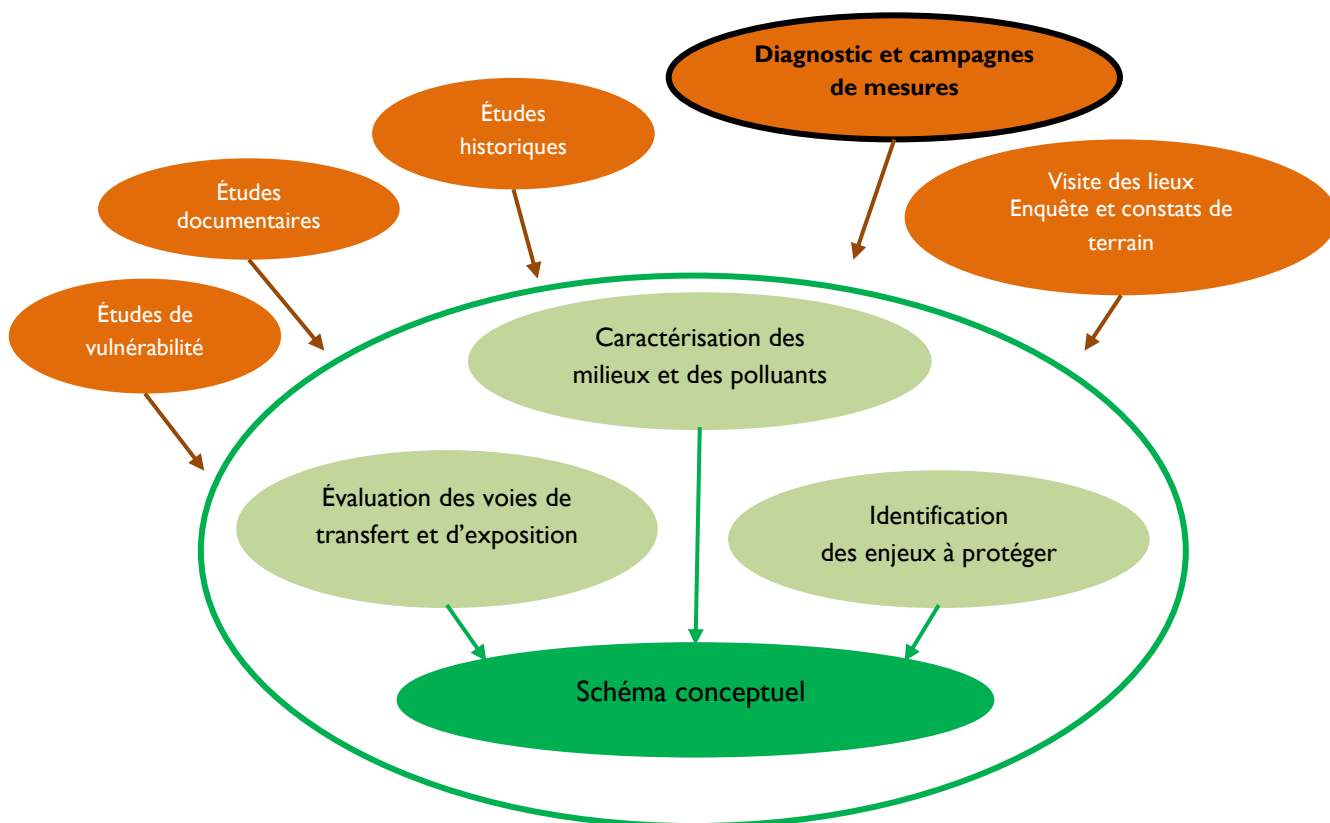 Diagnostic et campagnes
de mesures
Études
historiques
Visite des lieux
Enquête et constats de
terrain
Études
documentaires
Études de
vulnérabilité
Caractérisation des
milieux et des polluants
Évaluation des voies de
transfert et d’exposition
Identification
des enjeux à protéger
Schéma conceptuel